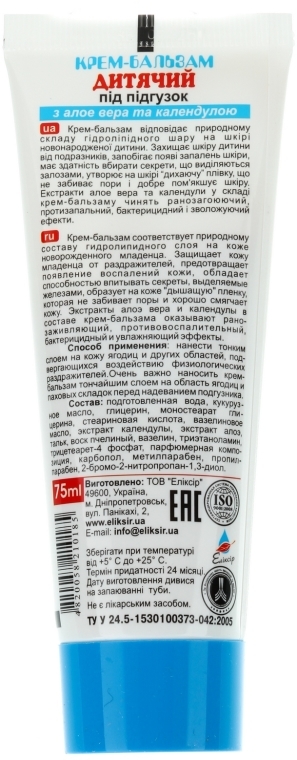 КРЕМ-БАЛЬЗАМ
ДИТЯЧИЙ
під підгузок
з алое вера та календулою
ua Крем-бальзам відповідає природному
складу гідроліпідного шару на шкірі
новонародженої дитини. Захищає шкіру дитини
від подразників, запобігає появі запалень шкіри,
має здатність вбирати секрети, що виділяються
залозами, утворює на шкірі "дихаючу" плівку, що
не забиває пори і добре пом'якшує шкіру.
Екстракти алое вера та календули у складі
крем-бальзаму чинять ранозагоюючий,
протизапальний, бактерицидний і зволожуючий
ефекти.
ru Крем-бальзам соответствует природному
составу гидролипидного слоя на коже
новорожденного младенца. Защищает кожу
младенца от раздражителей, предотвращает
появление воспалений кожи, обладает
способностью впитывать секреты, выделяемые
железами, образует на коже "дышащую" пленку,
которая не забивает поры и хорошо смягчает
кожу. Экстракты алоэ вера и календулы в
составе крем-бальзама оказывают рано-
заживляющий, противовоспалительный,
бактерицидный и увлажняющий эффекты.
Способ применения: нанести тонким
слоем на кожу ягодиц и других областей, под-
вергающихся воздействию физиологических
раздражителей.Очень важно наносить крем-
бальзам тончайшим слоем на область ягодиц и
паховых складок перед надеванием подгузника.
Состав: подготовленная вода, кукуруз-
ное масло, глицерин, моностеарат гли-
церина, стеариновая кислота, вазелиновое
масло, экстракт календулы, экстракт алоэ,
тальк, воск пчелиный, вазелин, триэтаноламин,
трицетеарет-4 фосфат, парфюмерная компо-
зиция, карбопол, метилпарабен, пропил-
парабен, 2-бромо-2-нитропропан-1,3-диол.
75ml Виготовлено: ТОВ "Еліксір"
49600, Україна,
м. Дніпропетровськ,
вул. Панікахі, 2,
www.eliksir.ua
E-mail: info@eliksir.ua
EAC
ISO
Еліксір
Зберігати при температурі
від +5° С до +25° С.
Термін придатності 24 місяці
Дату виготовлення дивися
на запаюванні туби.
Не є лікарським засобом.
ТУ У 24.5-1530100373-042:2005
4820058210185